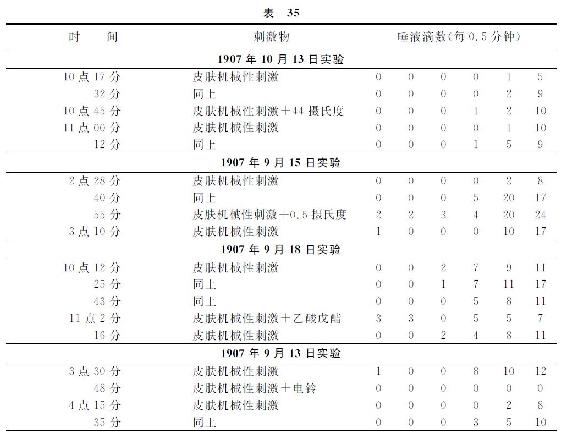 表 35
时 间 刺激物 唾液滴数(每0.5分钟)
1907年10月13日实验
10点17分 皮肤机械性刺激 0 0 0 0 1 5
32分 同上 0 0 0 0 2 9
10点45分 皮肤机械性刺激+44摄氏度 0 0 0 1 2 10
11点00分 皮肤机械性刺激 0 0 0 0 1 10
12分 同上 0 0 0 1 5 9
1907年9月15日实验
2点28分 皮肤机械性刺激 0 0 0 0 2 8
40分 同上 0 0 0 5 20 17
55分 皮肤机械性刺激+0.5摄氏度 2 2 3 4 20 24
3点10分 皮肤机械性刺激 1 0 0 0 10 17
1907年9月18日实验
10点12分 皮肤机械性刺激 0 0 2 7 9 11
25分 同上 0 0 1 7 11 17
43分 同上 0 0 0 5 8 11
11点2分 皮肤机械性刺激+乙酸戊酯 3 3 0 5 5 7
16分 皮肤机械性刺激 0 0 2 4 8 11
1907年9月13日实验
3点30分 皮肤机械性刺激 1 0 0 8 10 12
48分 皮肤机械性刺激+电铃 0 0 0 0 0 0
4点15分 皮肤机械性刺激 0 0 0 0 2 8
35分 同上 0 0 0 3 5 10